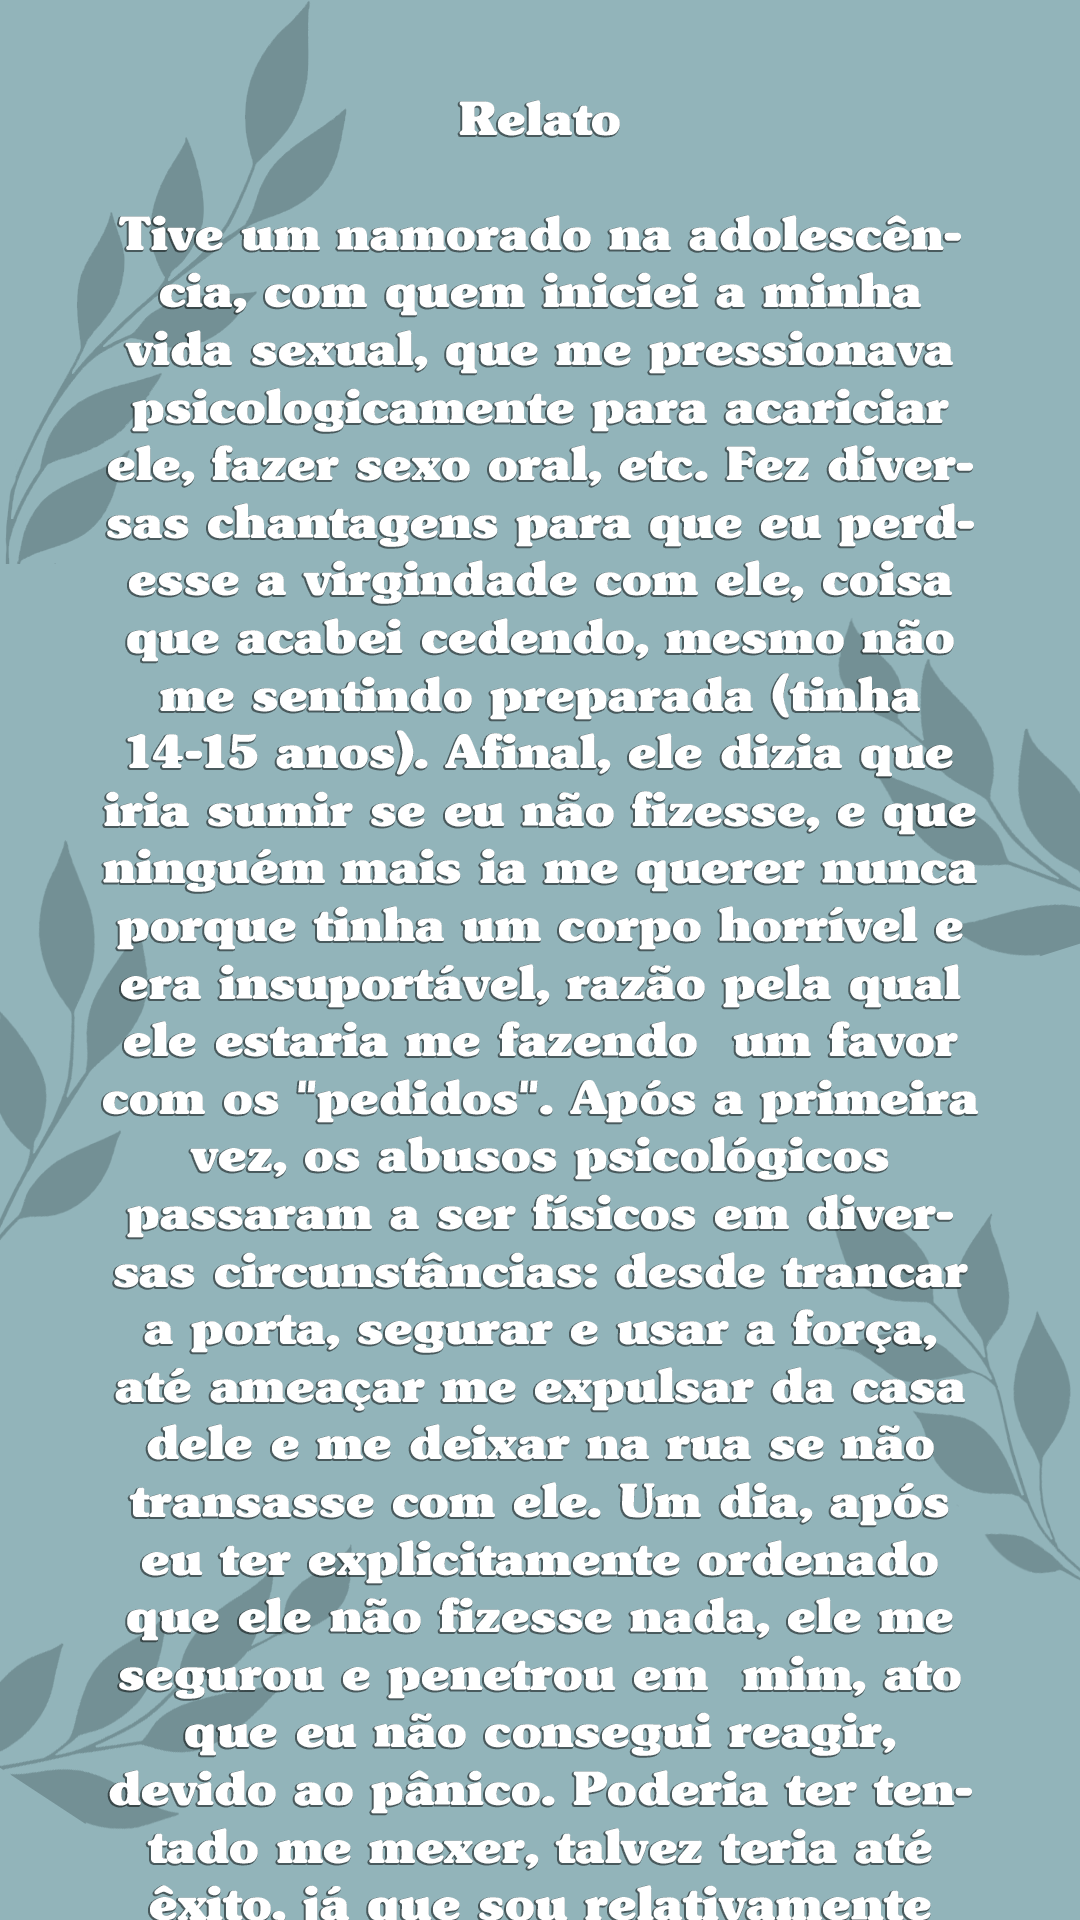 Relato
Tive um namorado na adolescên-
cia, com quem iniciei a minha
vida sexual, que me pressionava
psicologicamente para acariciar
ele, fazer sexo oral, etc. Fez diver-
sas chantagens para que eu perd-
esse a virgindade com ele, coisa
que acabei cedendo, mesmo não
me sentindo preparada (tinha
14-15 anos). Afinal, ele dizia que
iria sumir se eu não fizesse, e que
ninguém mais ia me querer nunca
porque tinha um corpo horrível e
era insuportável, razão pela qual
ele estaria me fazendo  um favor
com os "pedidos". Após a primeira
vez, os abusos psicológicos
passaram a ser físicos em diver-
sas circunstâncias: desde trancar
a porta, segurar e usar a força,
até ameaçar me expulsar da casa
dele e me deixar na rua se não
transasse com ele. Um dia, após
eu ter explicitamente ordenado
que ele não fizesse nada, ele me
segurou e penetrou em  mim, ato
que eu não consegui reagir,
devido ao pânico. Poderia ter ten-
tado me mexer, talvez teria até
êxito, já que sou relativamente